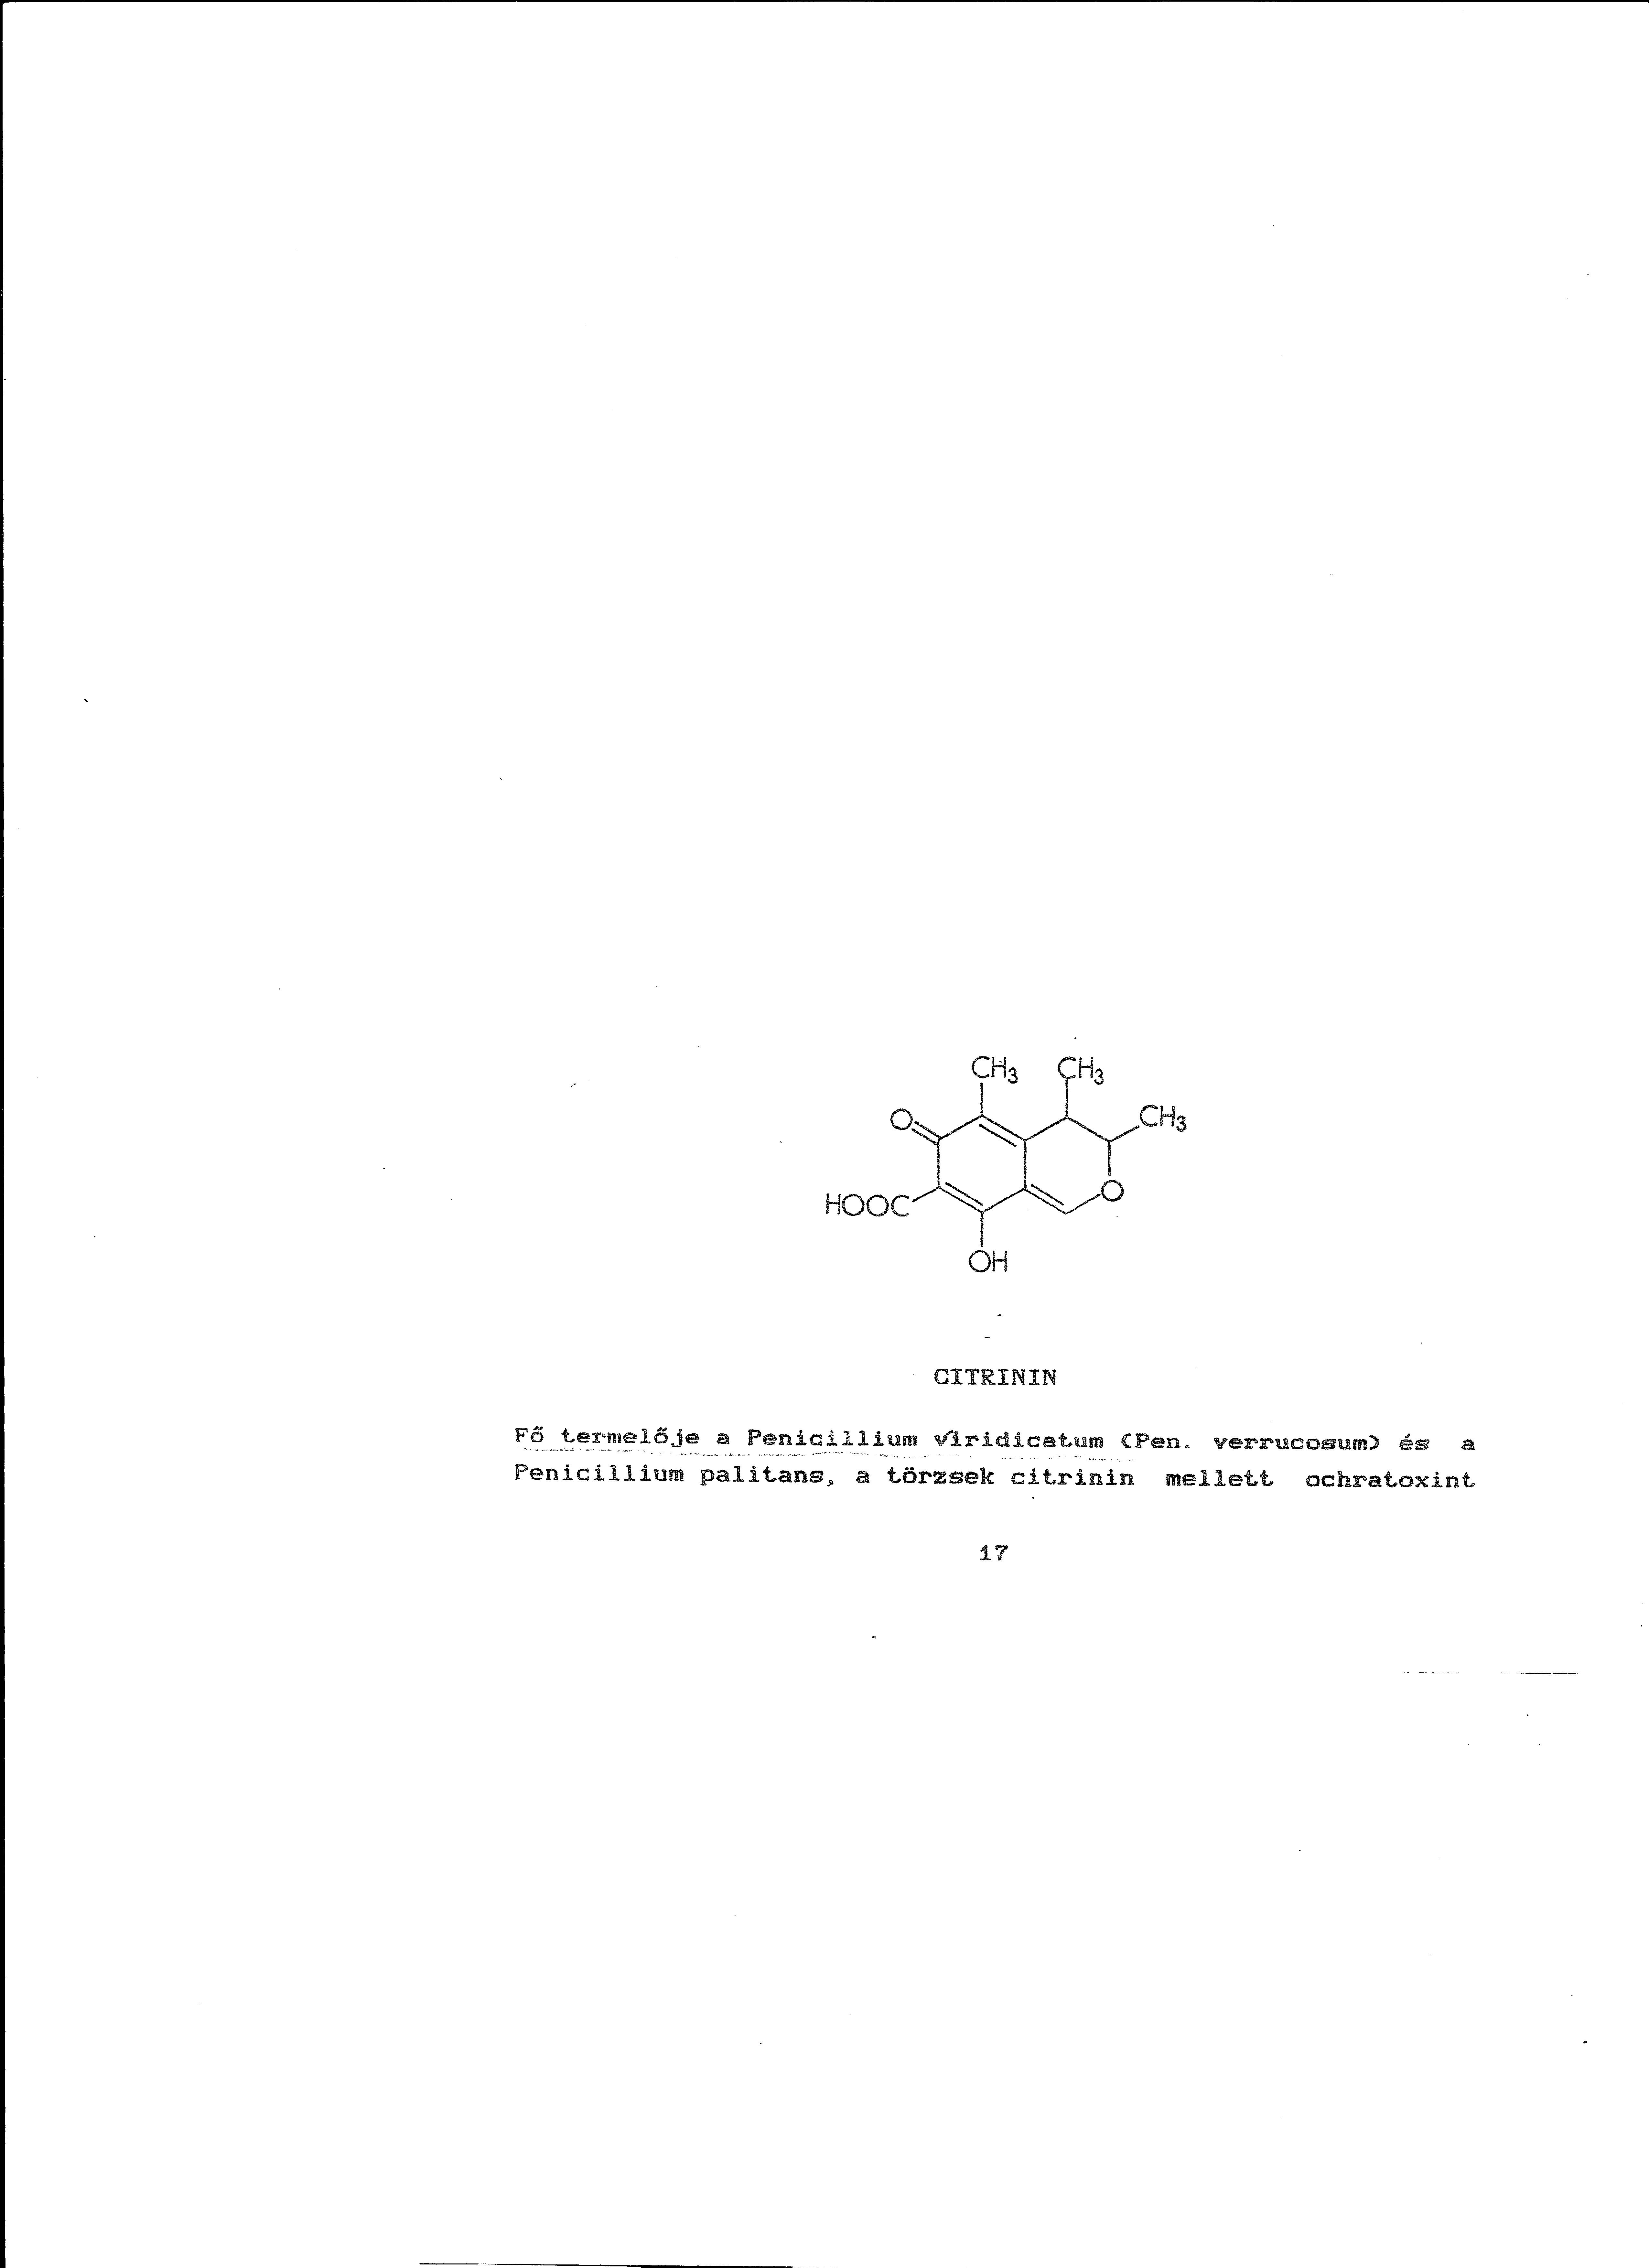 CH3 CH3
O CH3
HOOC O
OH
CITRININ
Fő termelője a Penicillium viridicatum (Pen. verrucosum) és a
Penicillium palitans, a törzsek citrinin mellett ochratoxint
17